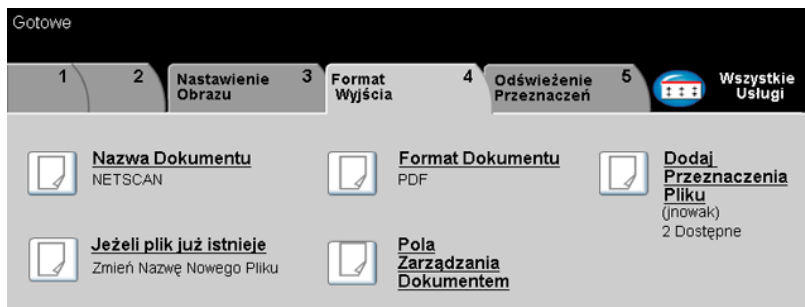 Gotowe
1
2
Nastawienie 3
Obrazu
Format 4
Wyjścia
Odświeżenie 5
Przeznaczeń
Wszystkie
Usługi
Nazwa Dokumentu
NETSCAN
Format Dokumentu
PDF
Dodaj
Przeznaczenia
Pliku
(jnowak)
2 Dostępne
Jeżeli plik już istnieje
Zmień Nazwę Nowego Pliku
Pola
Zarządzania
Dokumentem